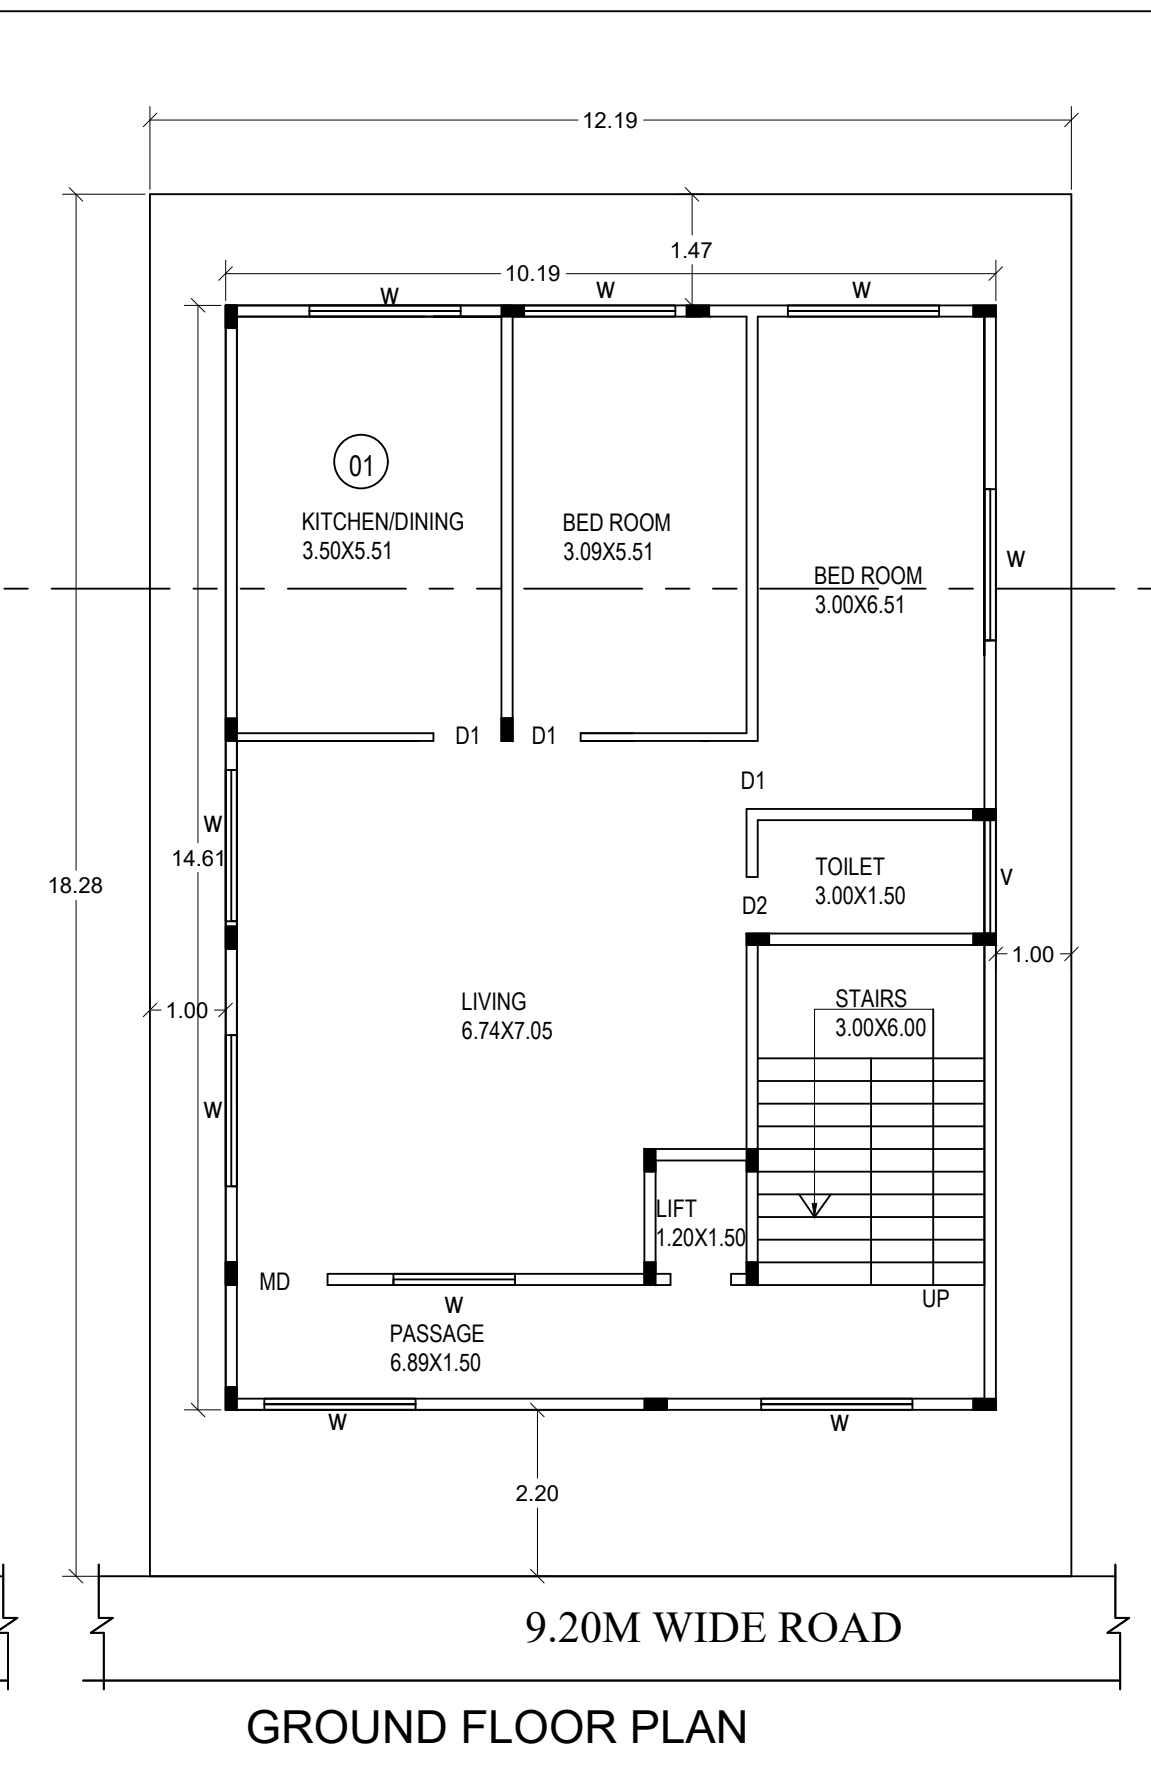 12.19
1.47
10.19
W
W
W
01
KITCHEN/DINING
3.50X5.51
BED ROOM
3.09X5.51
BED ROOM
3.00X6.51
W
D1
D1
D1
W
14.61
18.28
TOILET
3.00X1.50
V
D2
1.00
1.00
LIVING
6.74X7.05
STAIRS
3.00X6.00
W
LIFT
1.20X1.50
MD
W
UP
PASSAGE
6.89X1.50
W
W
2.20
9.20M WIDE ROAD
GROUND FLOOR PLAN